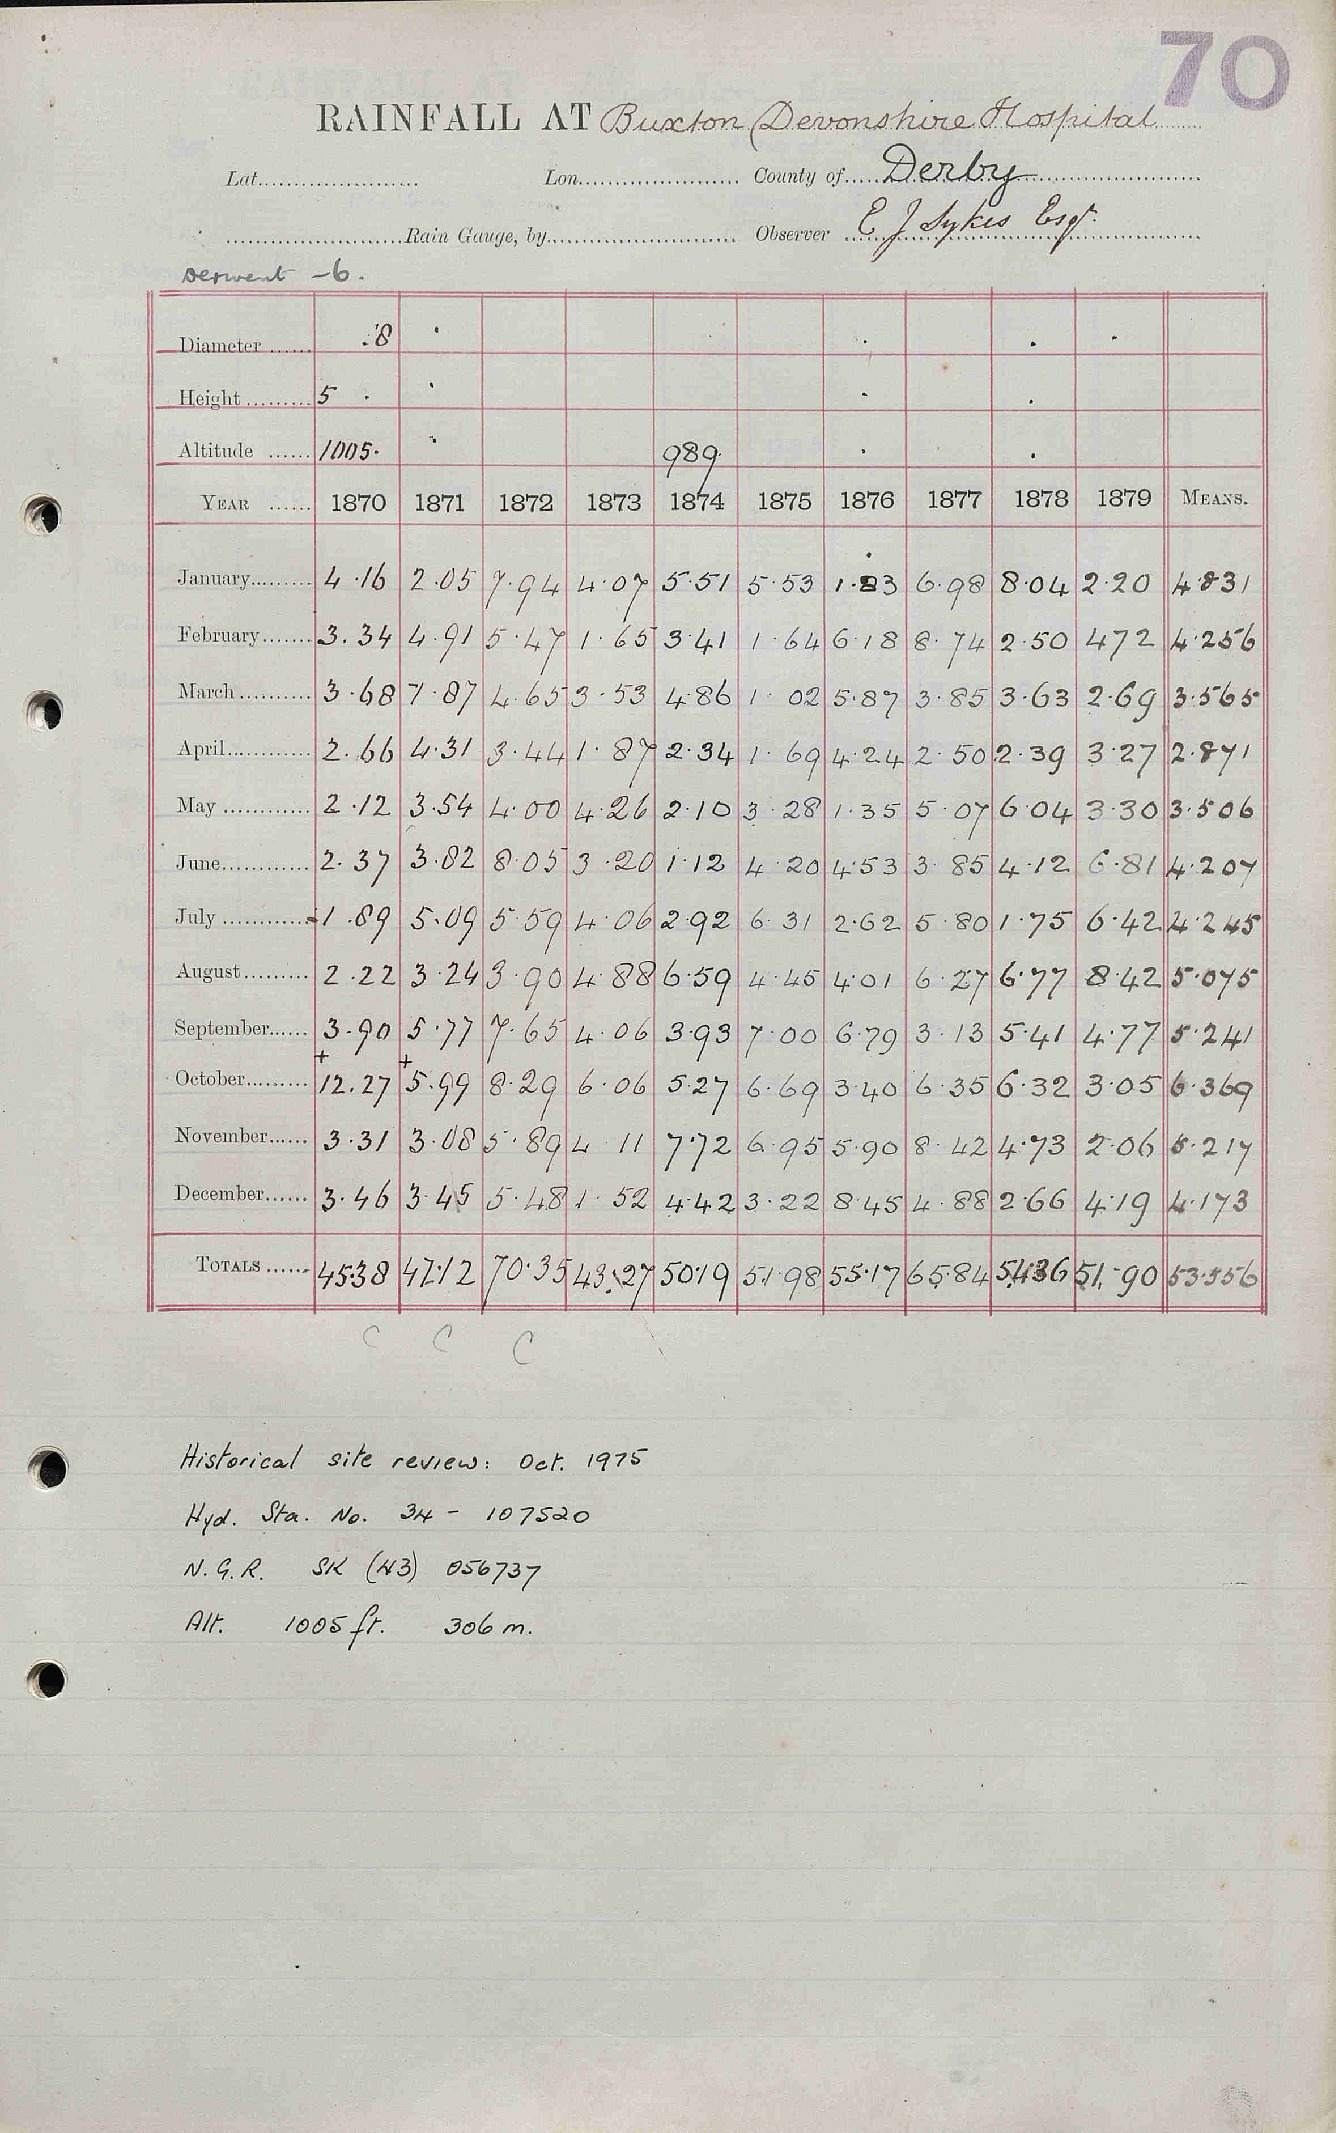 70
RAINFALL AT Buxton (Devonshire Hospital
Lat. Lon. County of Derby
Rain Gauge, by Observer E J Sykes Esqr.
Derwent - 6.
Diameter ...... 8
Height ......... 5
Altitude ...... 1005. 989
YEAR ...... 1870 1871 1872 1873 1874 1875 1876 1877 1878 1879 MEANS.
January......... 4.16 2.05 7.94 4.07 5.51 5.53 1.83 6.98 8.04 2.20 4.831
February....... 3.34 4.91 5.47 1.65 3.41 1.64 6.18 8.74 2.50 4.72 4.256
March.......... 3.68 1.87 4.65 3.53 4.86 1.02 5.87 3.85 3.63 2.69 3.565
April............ 2.66 4.31 3.44 1.87 2.34 1.69 4.24 2.50 2.39 3.27 2.871
May ............ 2.12 3.54 4.00 4.26 2.10 3.28 1.35 5.07 6.04 3.30 3.506
June............ 2.37 3.82 8.05 3.20 1.12 4.20 4.53 3.85 4.12 6.81 4.207
July ............ 1.89 5.09 5.59 4.06 2.92 6.31 2.62 5.80 1.75 6.42 4.245
August......... 2.22 3.24 3.90 4.88 6.59 4.45 4.01 6.27 6.77 8.42 5.075
September...... 3.90 5.77 7.65 4.06 3.93 7.00 6.79 3.13 5.41 4.77 5.241
+ +
October......... 12.27 5.99 8.29 6.06 5.27 6.69 3.40 6.35 6.32 3.05 6.369
November...... 3.31 3.08 5.89 4.11 7.72 6.95 5.90 8.42 4.73 2.06 5.217
December...... 3.46 3.45 5.48 1.52 4.42 3.22 8.45 4.88 2.66 4.19 4.173
TOTALS ...... 45.38 47.12 70.35 43.27 50.19 51.98 55.17 65.84 54.36 51.90 53.556
C C C
Historical site review: Oct. 1975
Hyd. Sta. No. 34 - 107520
N.G.R. SK (43) 056737
Alt. 1005 ft. 306 m.